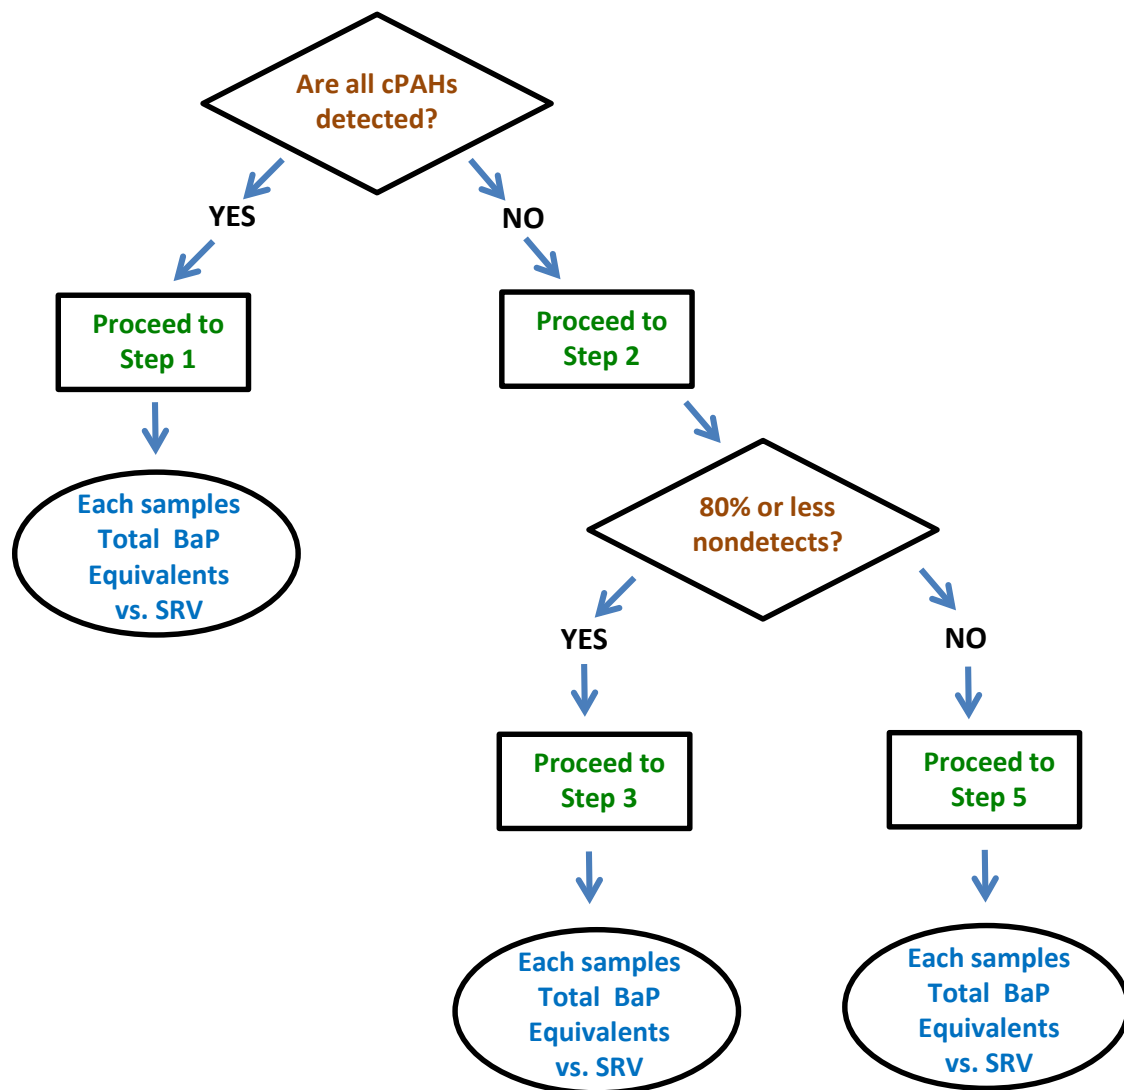 Are all cPAHs
detected?
YES
NO
Proceed to
Step 1
Proceed to
Step 2
Each samples
Total BaP
Equivalents
vs. SRV
80% or less
nondetects?
YES
NO
Proceed to
Step 3
Proceed to
Step 5
Each samples
Total BaP
Equivalents
vs. SRV
Each samples
Total BaP
Equivalents
vs. SRV